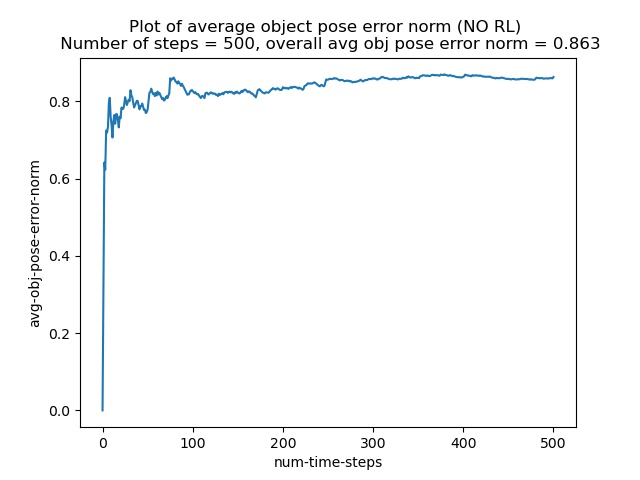 Plot of average object pose error norm (NO RL)
Number of steps = 500, overall avg obj pose error norm = 0.863
0.8
0.6
0.4
0.2
0.0
avg-obj-pose-error-norm
0 100 200 300 400 500
num-time-steps